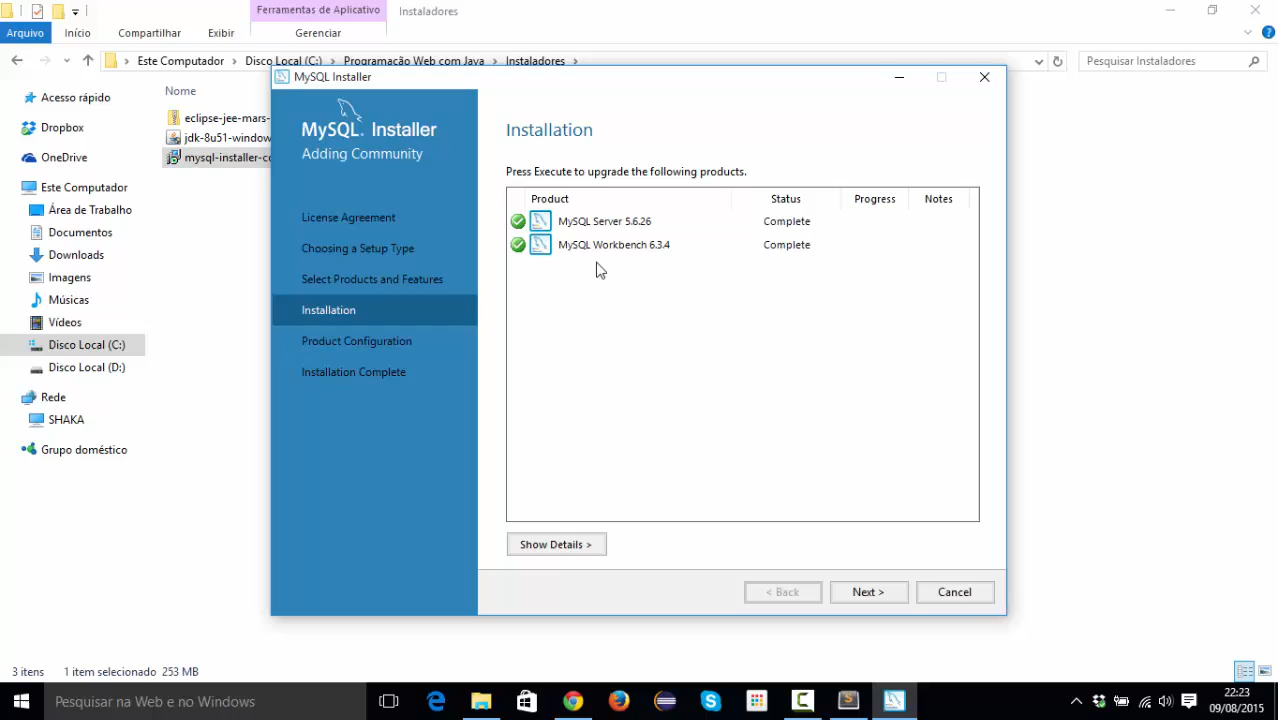 Ferramentas de Aplicativo
Instaladores
Arquivo
Início
Compartilhar
Exibir
Gerenciar
Este Computador
Disco Local (C:)
Programação Web com Java
Instaladores
Pesquisar Instaladores
Acesso rápido
Dropbox
OneDrive
Este Computador
Área de Trabalho
Documentos
Downloads
Imagens
Músicas
Vídeos
Disco Local (C:)
Disco Local (D:)
Rede
SHAKA
Grupo doméstico
Nome
eclipse-jee-mars-
jdk-8u51-window
mysql-installer-co
MySQL Installer
MySQL. Installer
Adding Community
License Agreement
Choosing a Setup Type
Select Products and Features
Installation
Product Configuration
Installation Complete
Installation
Press Execute to upgrade the following products.
Product Status Progress Notes
MySQL Server 5.6.26 Complete
MySQL Workbench 6.3.4 Complete
Show Details >
< Back
Next >
Cancel
3 itens
1 item selecionado 253 MB
Pesquisar na Web e no Windows
22:23
09/08/2015